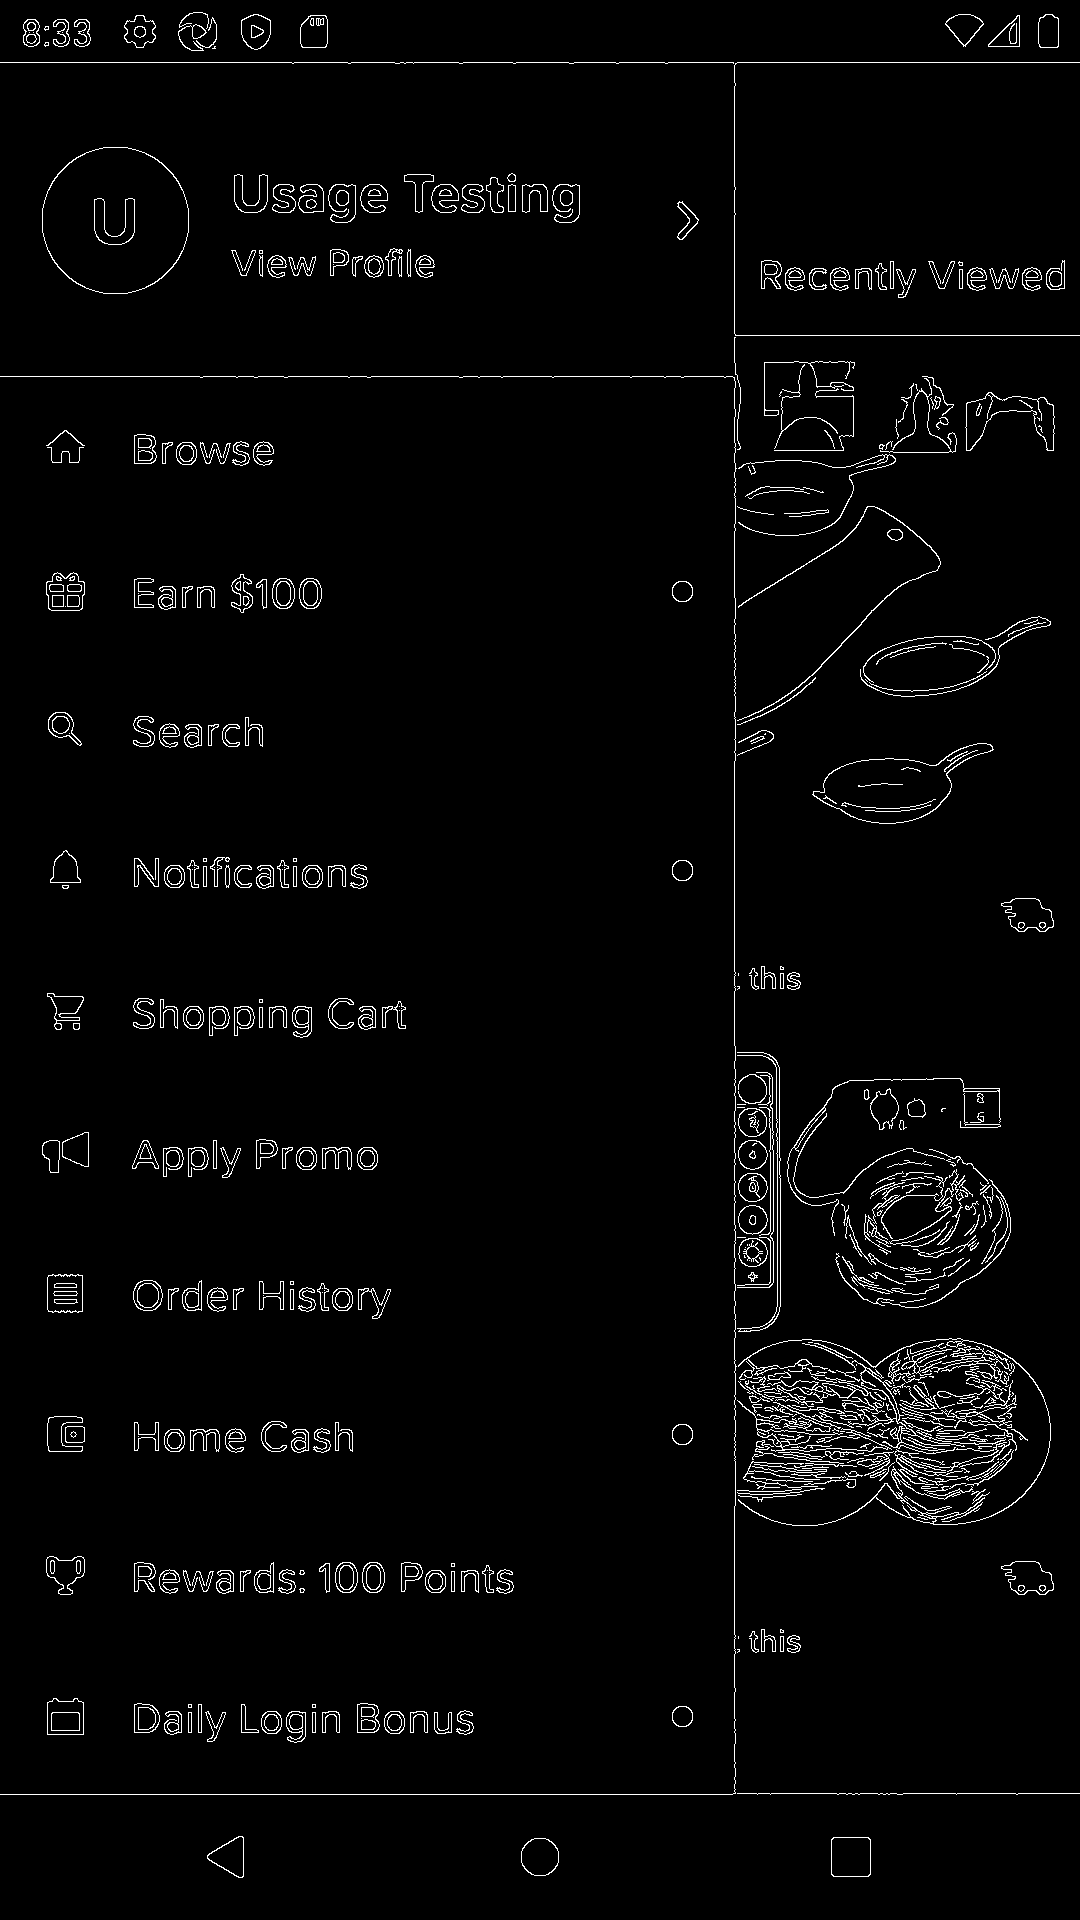 8:33
U
Usage Testing
View Profile
Recently Viewed
Browse
Earn $100
Search
Notifications
this
Shopping Cart
Apply Promo
Order History
Home Cash
Rewards: 100 Points
this
Daily Login Bonus